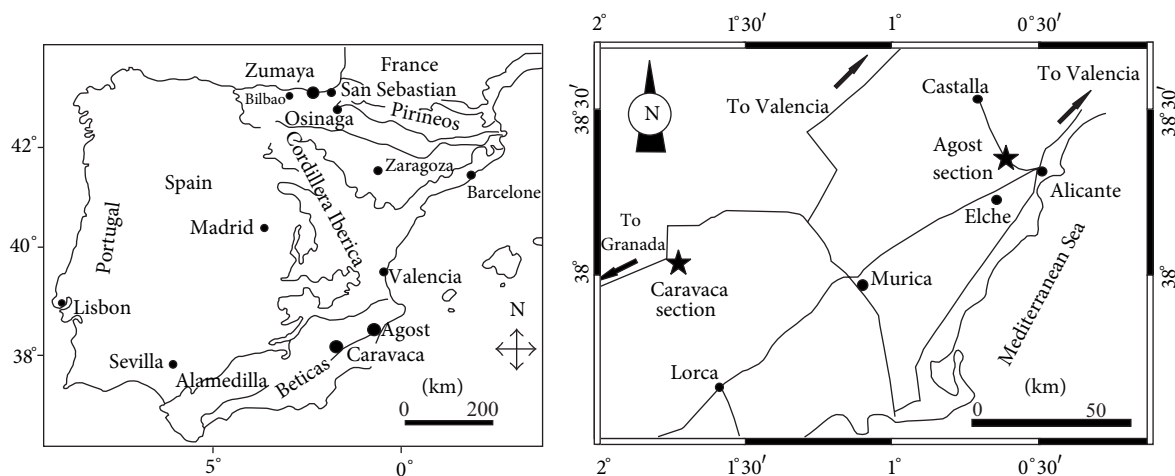 Zumaya
France
Bilbao
San Sebastian
Osinaga
Pirineos
42°
Cordillera Iberica
Zaragoza
Spain
Barcelone
Portugal
Madrid
40°
Valencia
Lisbon
N
Agost
38°
Sevilla
Caravaca
Alamedilla
Beticas
(km)
0 200
5° 0°
2° 1°30′ 1° 0°30′
To Valencia
Castalla
38°30′
N
To Valencia
38°30′
Agost
section
Alicante
Elche
To
Granada
38°
Mediterranean Sea
38°
Caravaca
section
Murica
Lorca
(km)
0 50
2° 1°30′ 1° 0°30′